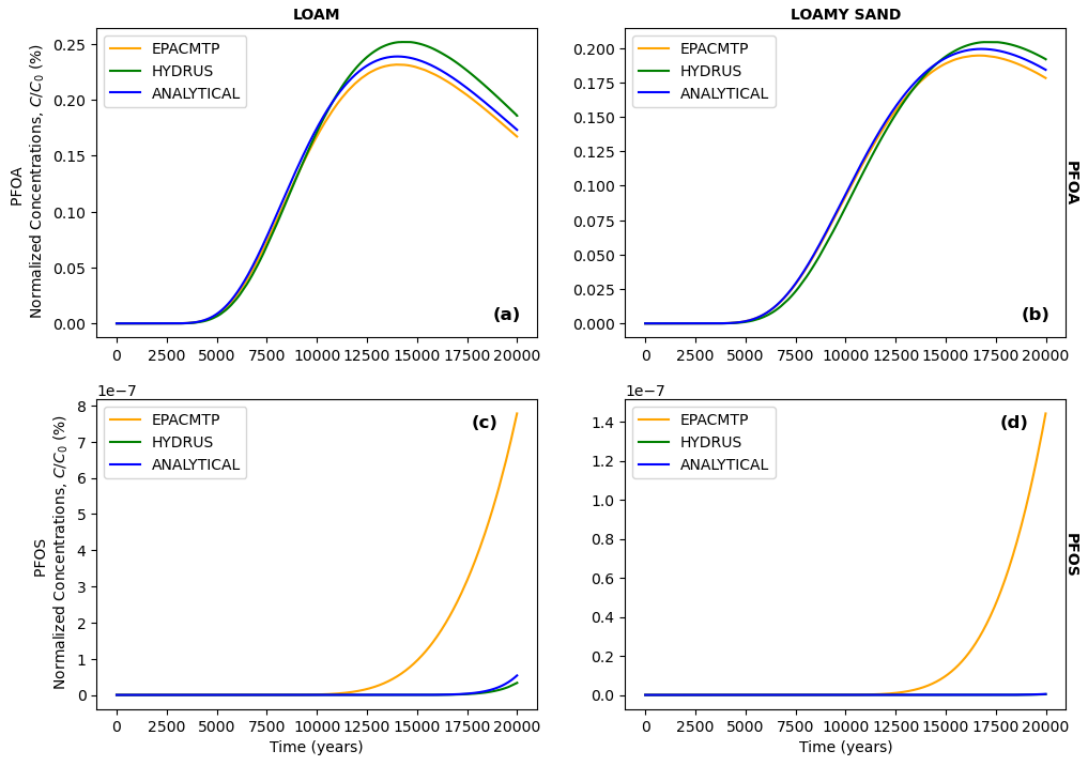 LOAM
LOAMY SAND
PFOA
Normalized Concentrations, C/C₀ (%)
0.25
0.20
0.15
0.10
0.05
0.00
EPACMTP
HYDRUS
ANALYTICAL
(a)
0 2500 5000 7500 10000 12500 15000 17500 20000
0.200
0.175
0.150
0.125
0.100
0.075
0.050
0.025
0.000
EPACMTP
HYDRUS
ANALYTICAL
(b)
0 2500 5000 7500 10000 12500 15000 17500 20000
PFOA
PFOS
Normalized Concentrations, C/C₀ (%)
1e−7
8
7
6
5
4
3
2
1
0
EPACMTP
HYDRUS
ANALYTICAL
(c)
0 2500 5000 7500 10000 12500 15000 17500 20000
Time (years)
1e−7
1.4
1.2
1.0
0.8
0.6
0.4
0.2
0.0
EPACMTP
HYDRUS
ANALYTICAL
(d)
0 2500 5000 7500 10000 12500 15000 17500 20000
Time (years)
PFOS